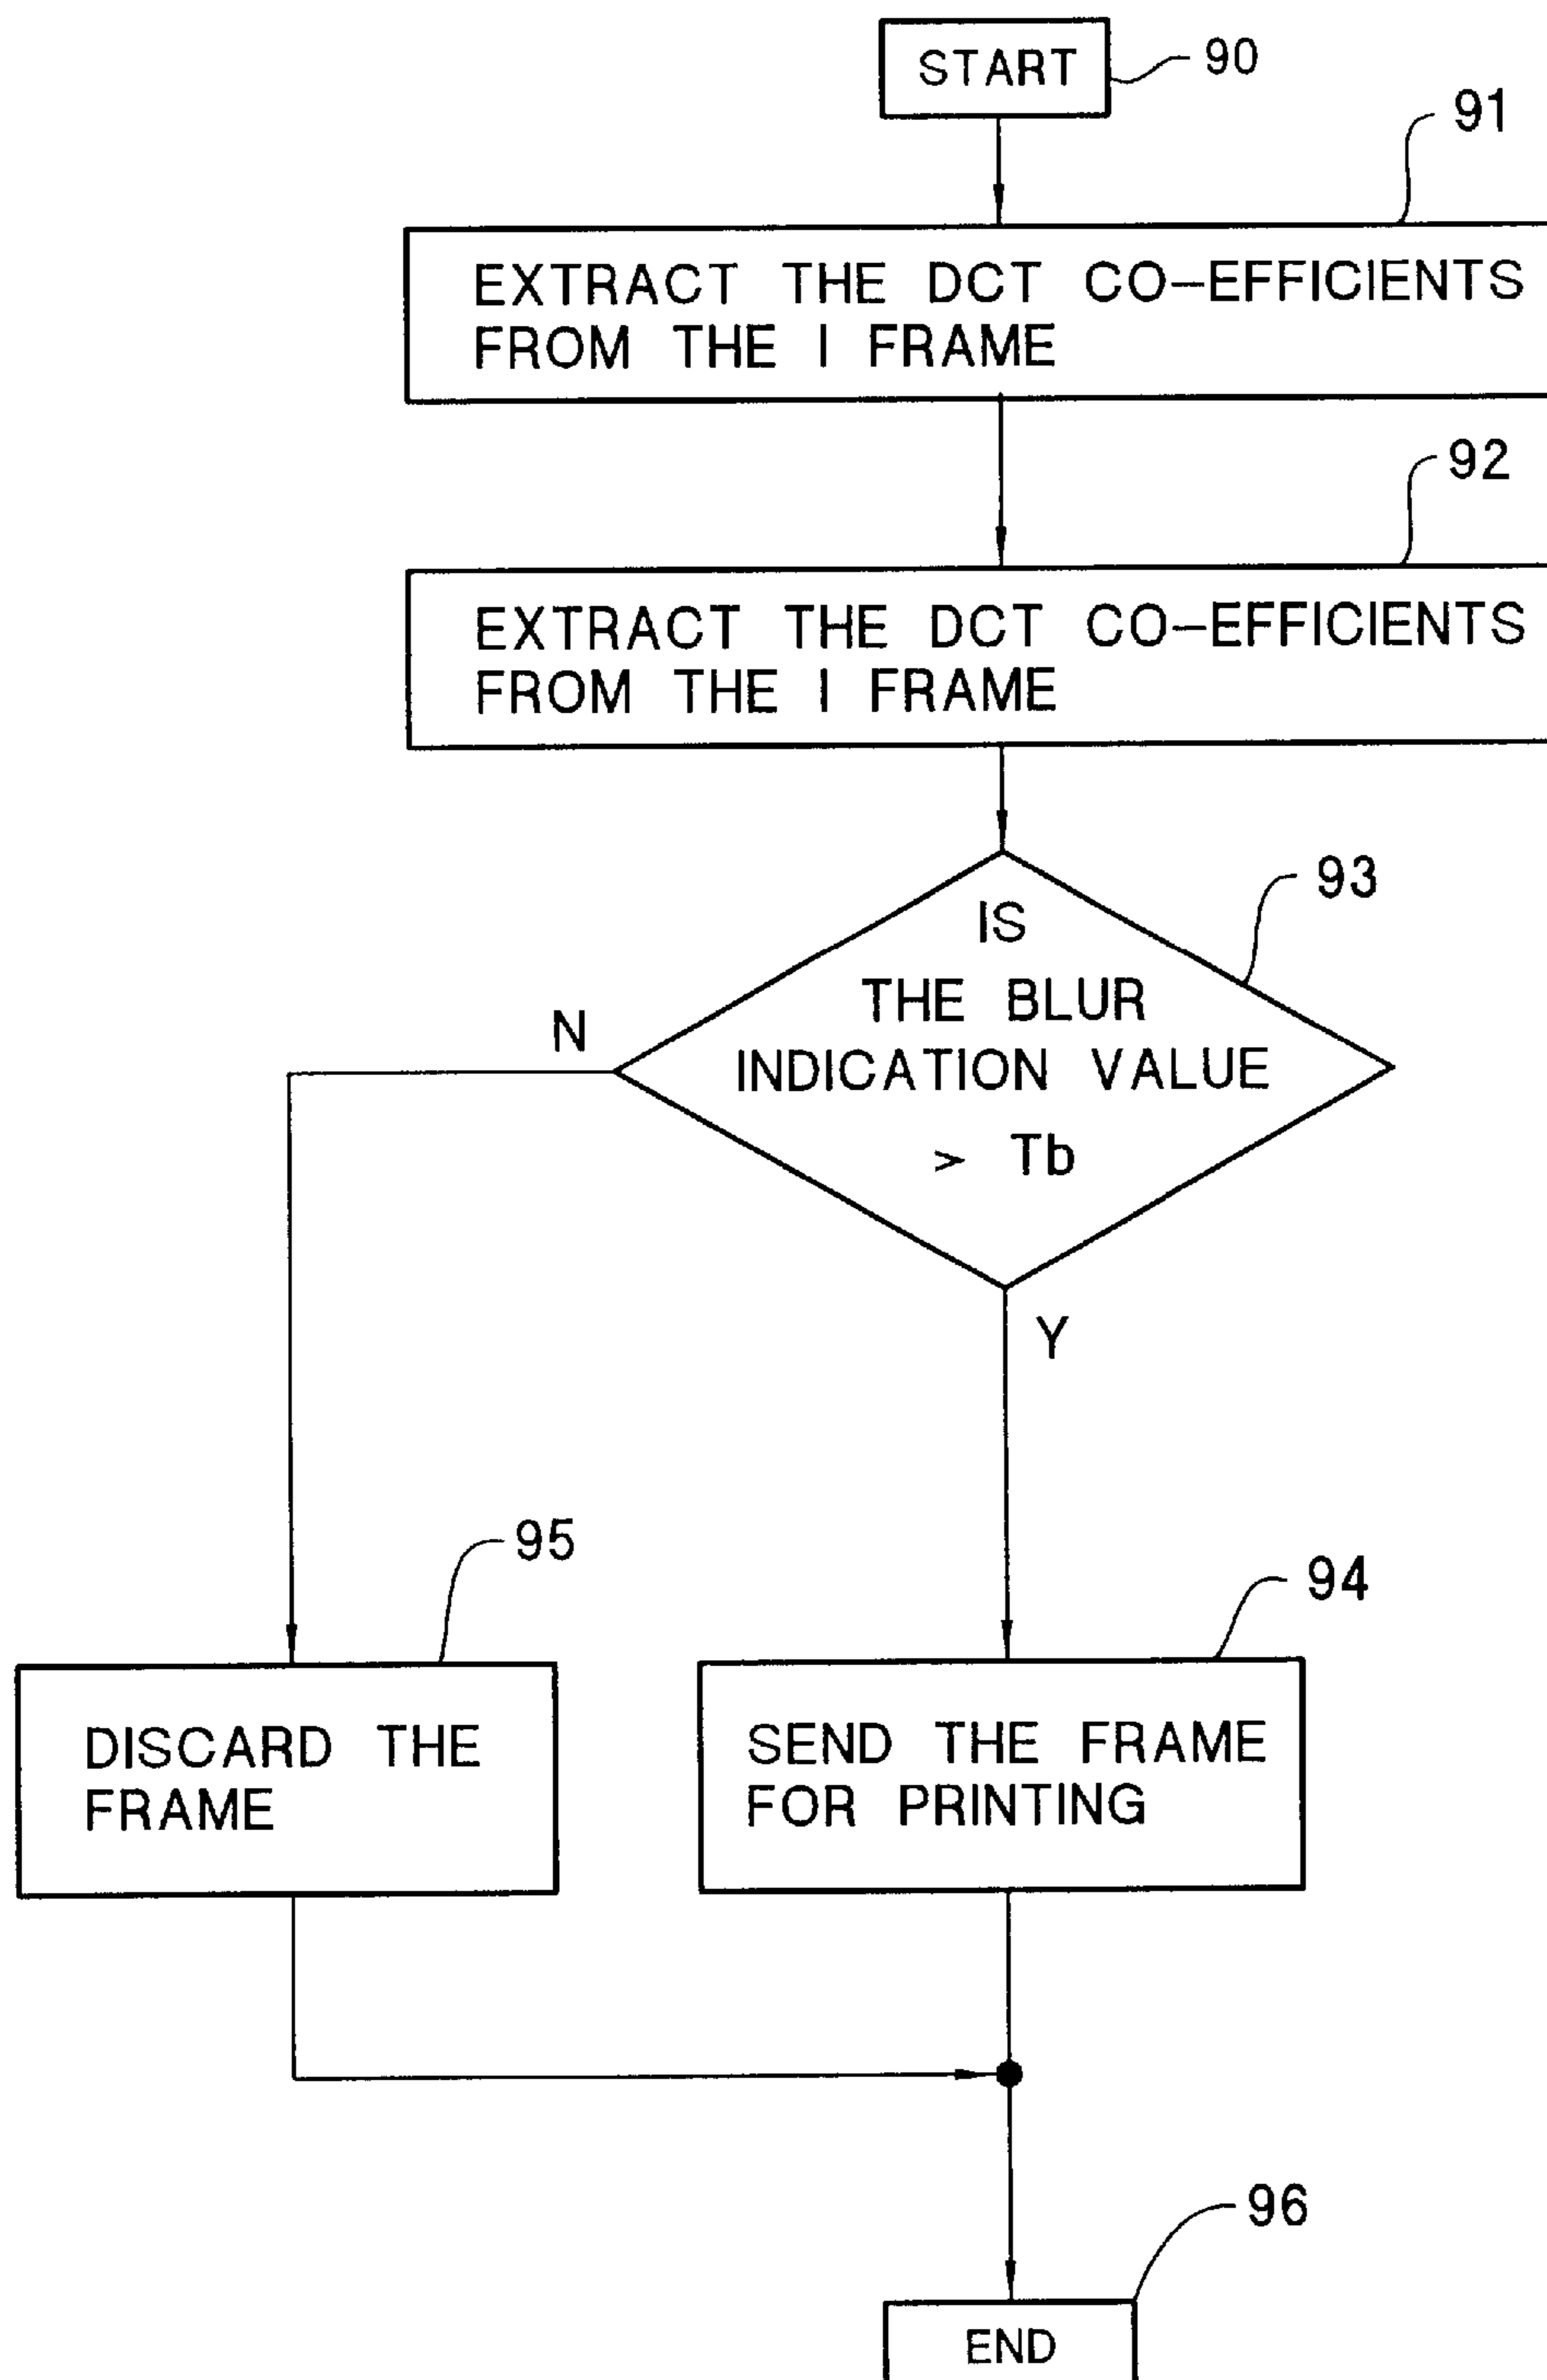 START
90
91
EXTRACT THE DCT CO-EFFICIENTS
FROM THE I FRAME
92
EXTRACT THE DCT CO-EFFICIENTS
FROM THE I FRAME
93
IS
THE BLUR
INDICATION VALUE
> Tb
N
Y
95
94
DISCARD THE
FRAME
SEND THE FRAME
FOR PRINTING
96
END